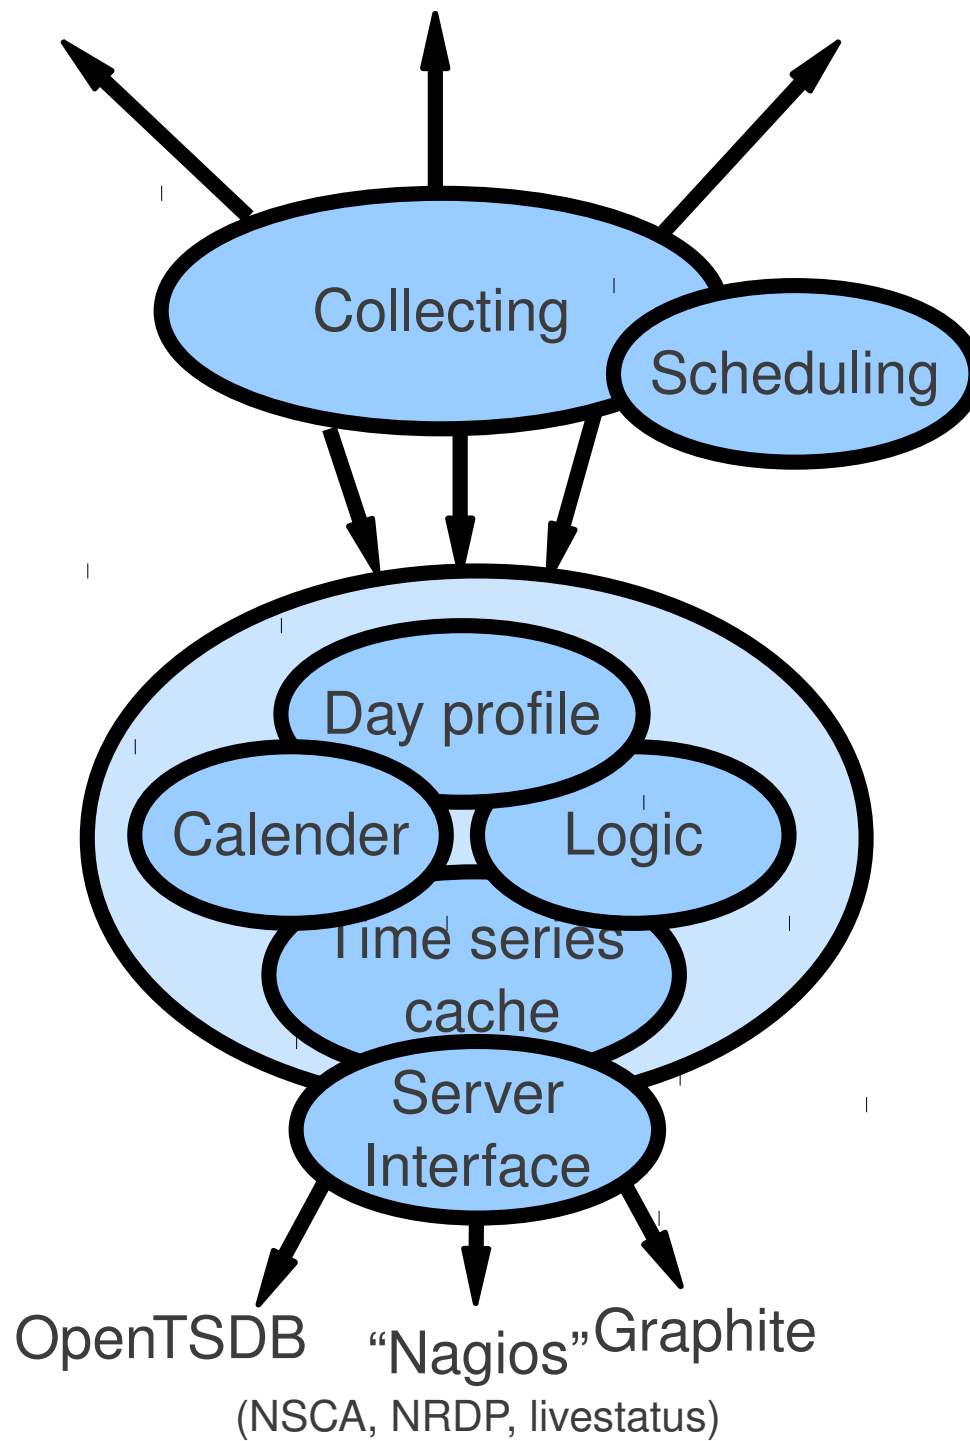 Collecting
Scheduling
Day profile
Calender
Logic
Time series
cache
Server
Interface
OpenTSDB
“Nagios”
Graphite
(NSCA, NRDP, livestatus)